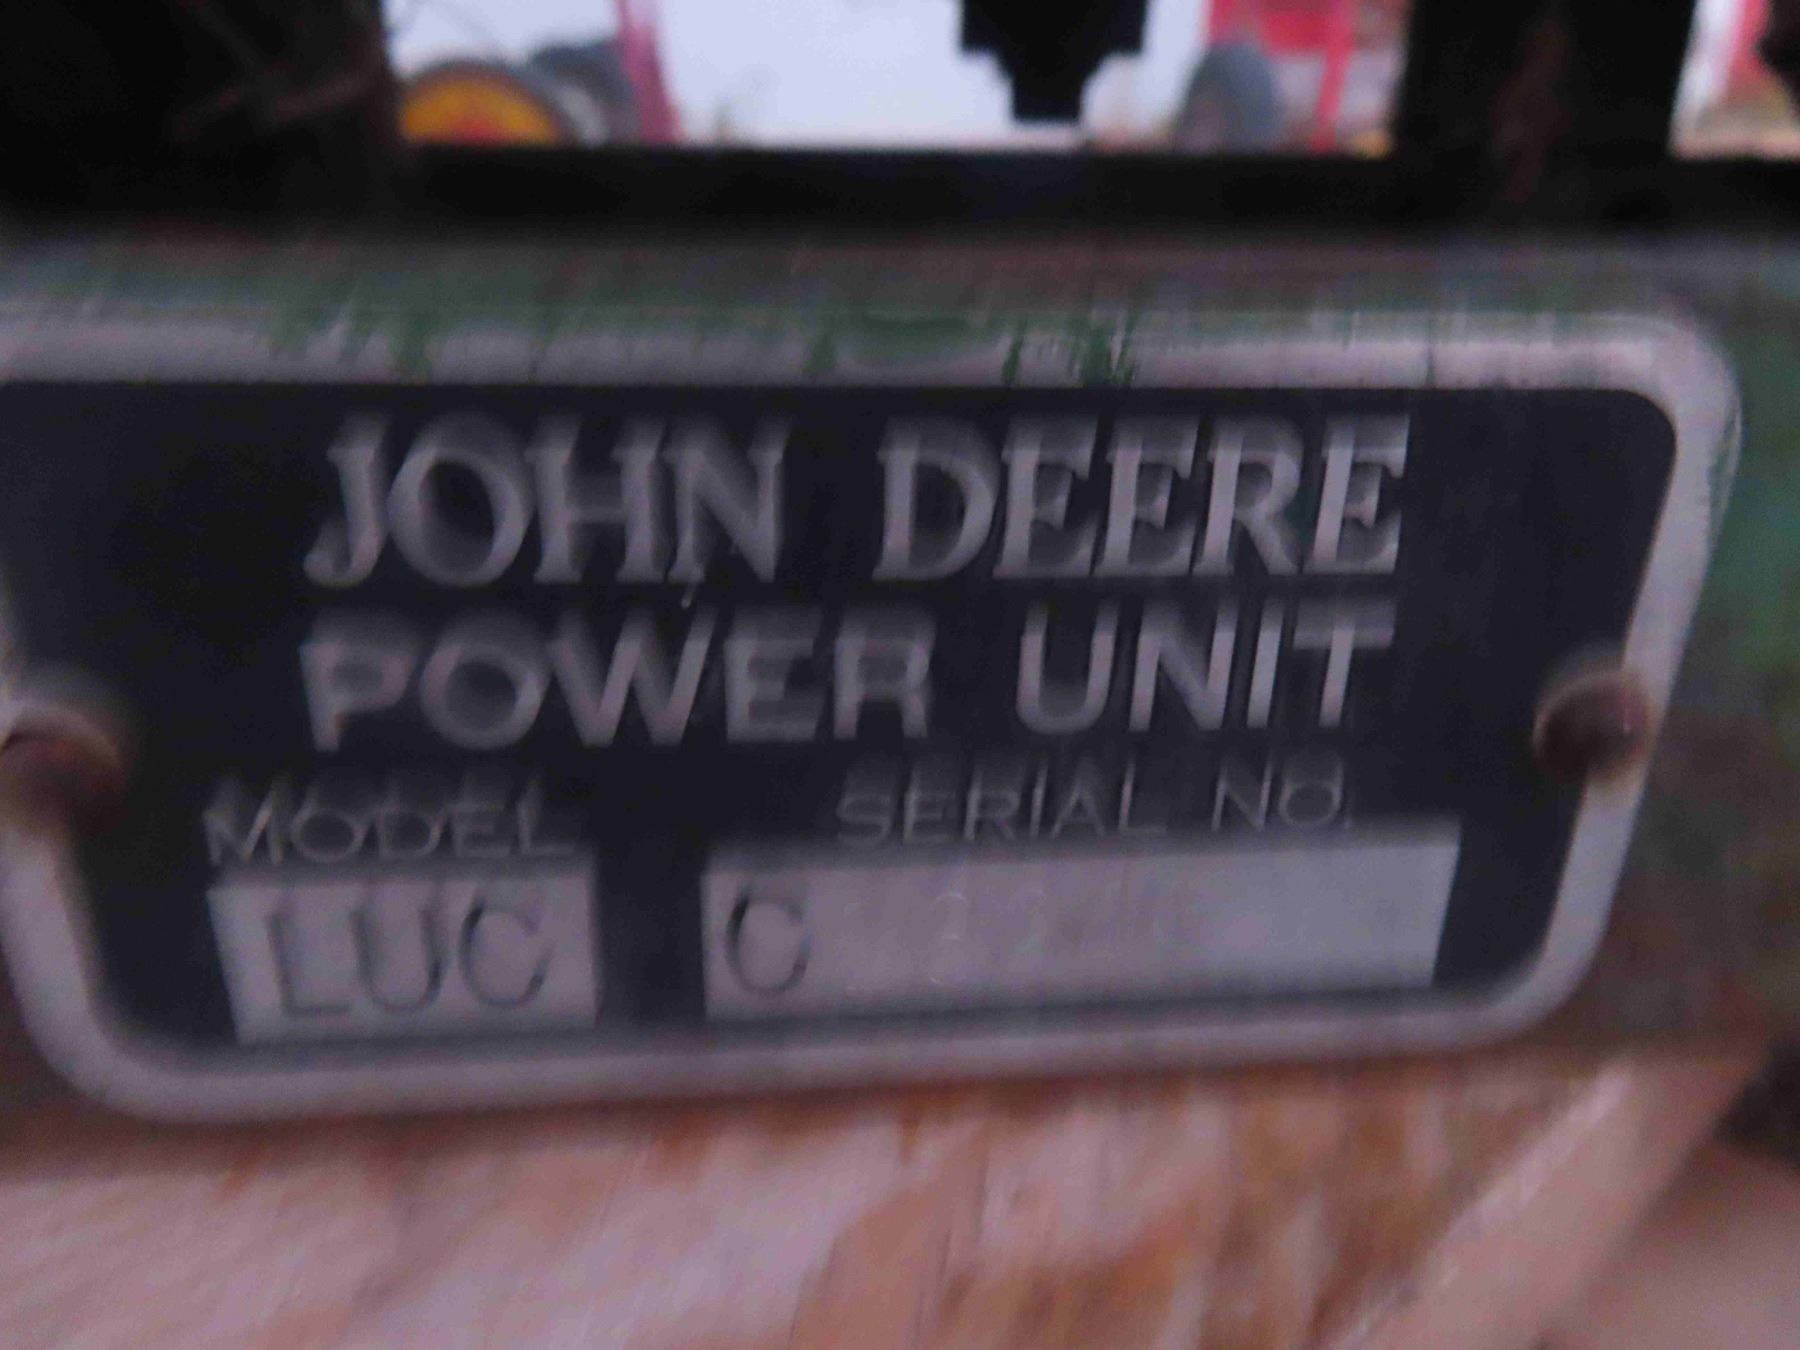 JOHN DEERE
POWER UNIT
MODEL SERIAL NO.
LUC C